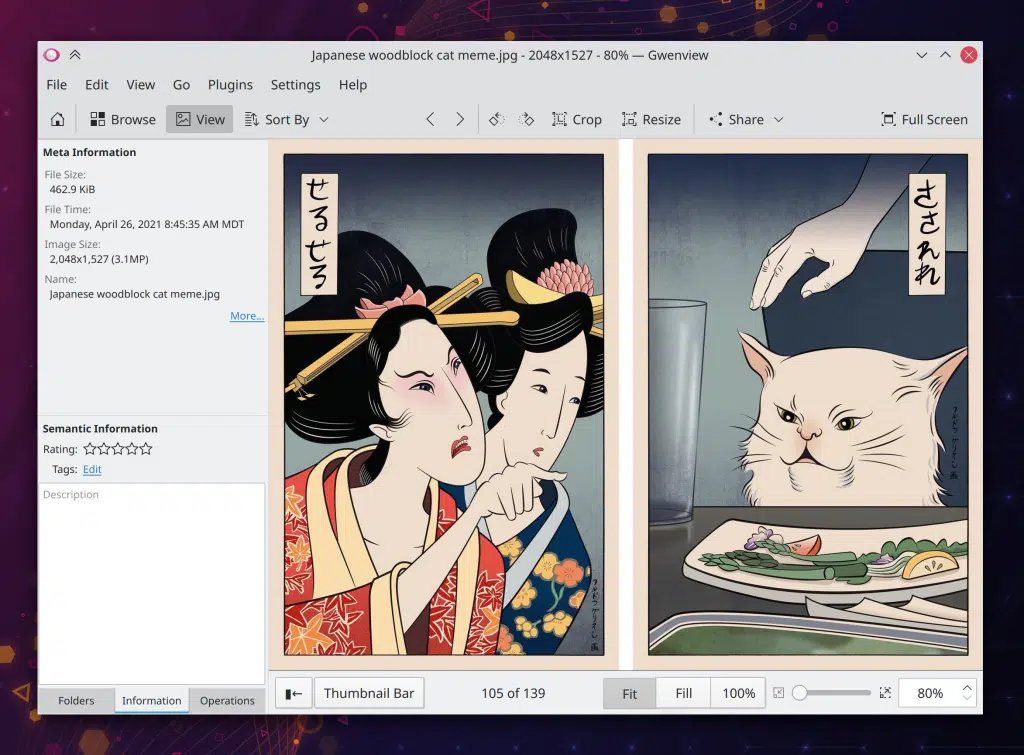 Japanese woodblock cat meme.jpg - 2048x1527 - 80% — Gwenview
File Edit View Go Plugins Settings Help
Browse View Sort By Crop Resize Share Full Screen
Meta Information
File Size:
462.9 KiB
File Time:
Monday, April 26, 2021 8:45:35 AM MDT
Image Size:
2,048x1,527 (3.1MP)
Name:
Japanese woodblock cat meme.jpg
More...
Semantic Information
Rating:
Tags: Edit
Description
せるせろ
さされれ
Folders Information Operations
Thumbnail Bar 105 of 139 Fit Fill 100% 80%